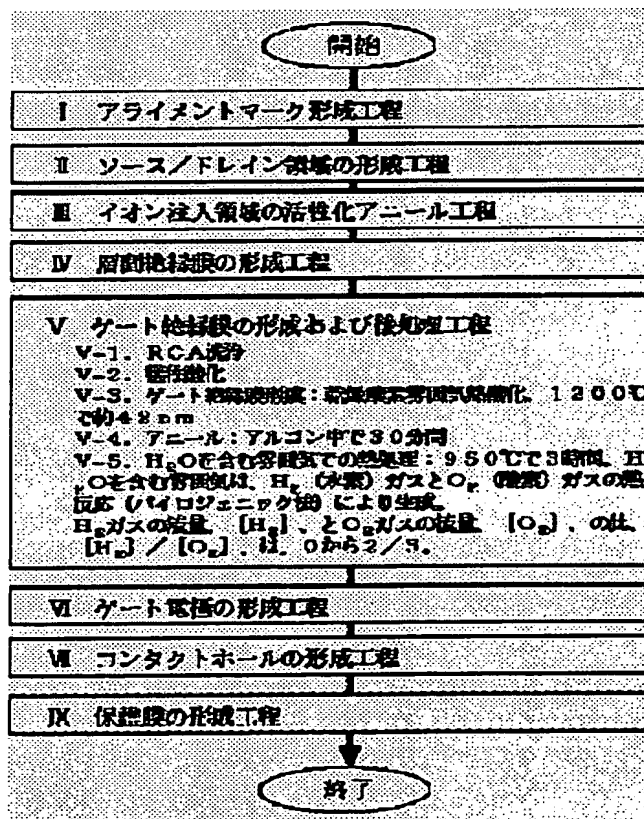 開始
I アライメントマーク形成工程
II ソース/ドレイン領域の形成工程
III イオン注入領域の活性化アニール工程
IV 層間絶縁膜の形成工程
V ゲート絶縁膜の形成および後処理工程
V-1. RCA洗浄
V-2. 犠牲酸化
V-3. ゲート絶縁膜形成:乾燥酸素雰囲気熱酸化、1200℃
で約42nm
V-4. アニール:アルゴン中で30分間
V-5. H₂Oを含む雰囲気での熱処理:950℃で3時間、H
₂Oを含む雰囲気は、H₂(水素)ガスとO₂(酸素)ガスの燃
反応(パイロジェニック法)により生成。
H₂ガスの流量、[H₂]、とO₂ガスの流量、[O₂]、の比、
[H₂]/[O₂]、は、0から2/3。
VI ゲート電極の形成工程
コンタクトホールの形成工程
IX 保護膜の形成工程
終了